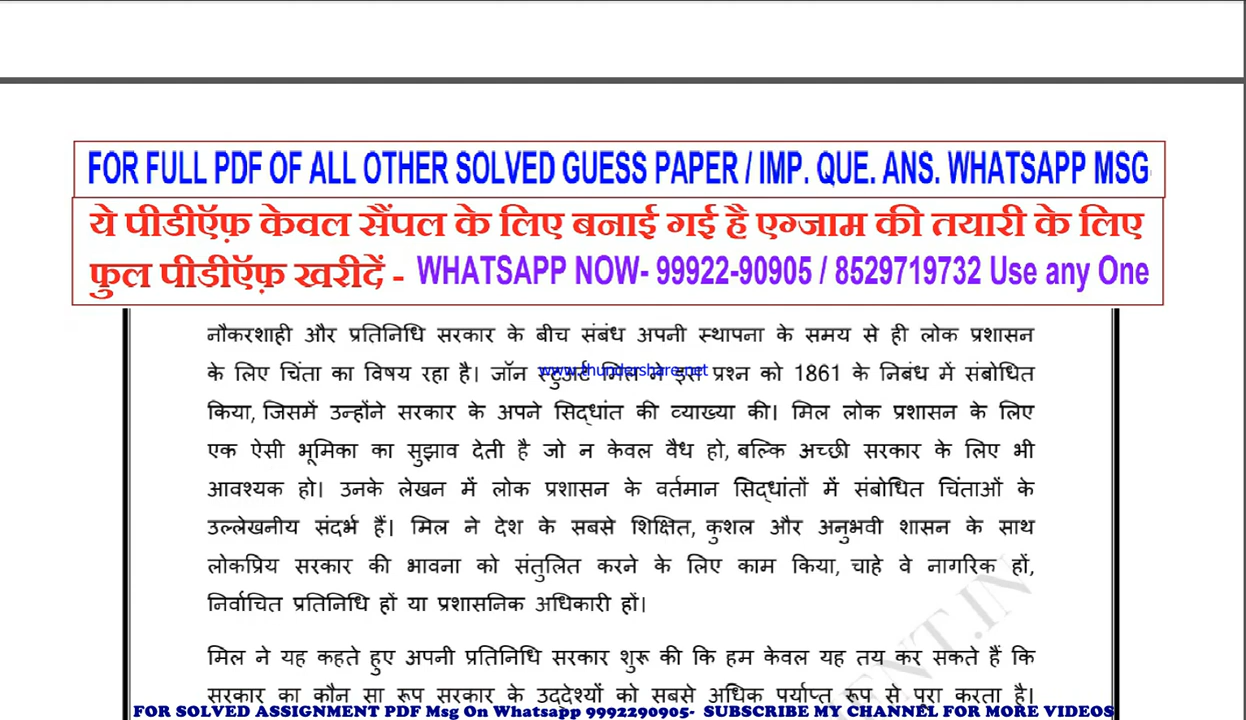 FOR FULL PDF OF ALL OTHER SOLVED GUESS PAPER / IMP. QUE. ANS. WHATSAPP MSG
ये पीडीऍफ़ केवल सैंपल के लिए बनाई गई है एग्जाम की तयारी के लिए
फुल पीडीऍफ़ खरीदें - WHATSAPP NOW- 99922-90905 / 8529719732 Use any One
नौकरशाही और प्रतिनिधि सरकार के बीच संबंध अपनी स्थापना के समय से ही लोक प्रशासन
के लिए चिंता का विषय रहा है। जॉन स्टुअर्ट मिल ने इस प्रश्न को 1861 के निबंध में संबोधित
www.thundershare.net
किया, जिसमें उन्होंने सरकार के अपने सिद्धांत की व्याख्या की। मिल लोक प्रशासन के लिए
एक ऐसी भूमिका का सुझाव देती है जो न केवल वैध हो, बल्कि अच्छी सरकार के लिए भी
आवश्यक हो। उनके लेखन में लोक प्रशासन के वर्तमान सिद्धांतों में संबोधित चिंताओं के
उल्लेखनीय संदर्भ हैं। मिल ने देश के सबसे शिक्षित, कुशल और अनुभवी शासन के साथ
लोकप्रिय सरकार की भावना को संतुलित करने के लिए काम किया, चाहे वे नागरिक हों,
निर्वाचित प्रतिनिधि हों या प्रशासनिक अधिकारी हों।
मिल ने यह कहते हुए अपनी प्रतिनिधि सरकार शुरू की कि हम केवल यह तय कर सकते हैं कि
सरकार का कौन सा रूप सरकार के उद्देश्यों को सबसे अधिक पर्याप्त रूप से पूरा करता है।
FOR SOLVED ASSIGNMENT PDF Msg On Whatsapp 9992290905- SUBSCRIBE MY CHANNEL FOR MORE VIDEOS